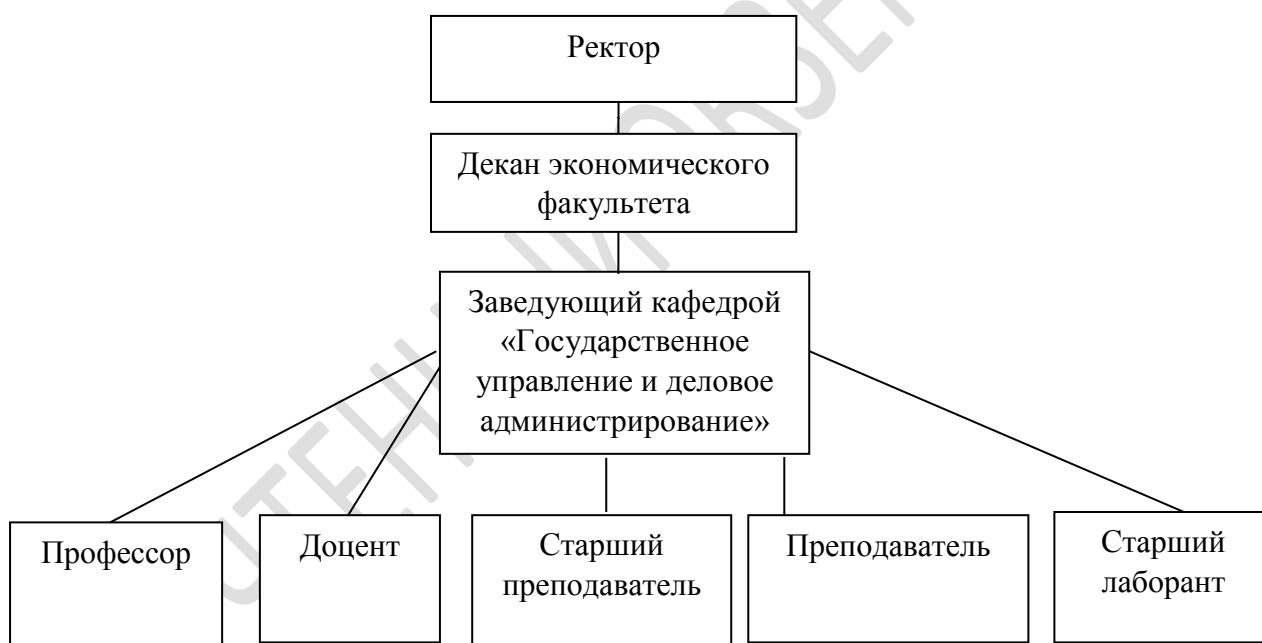 Ректор
Декан экономического
факультета
Заведующий кафедрой
«Государственное
управление и деловое
администрирование»
Профессор
Доцент
Старший
преподаватель
Преподаватель
Старший
лаборант